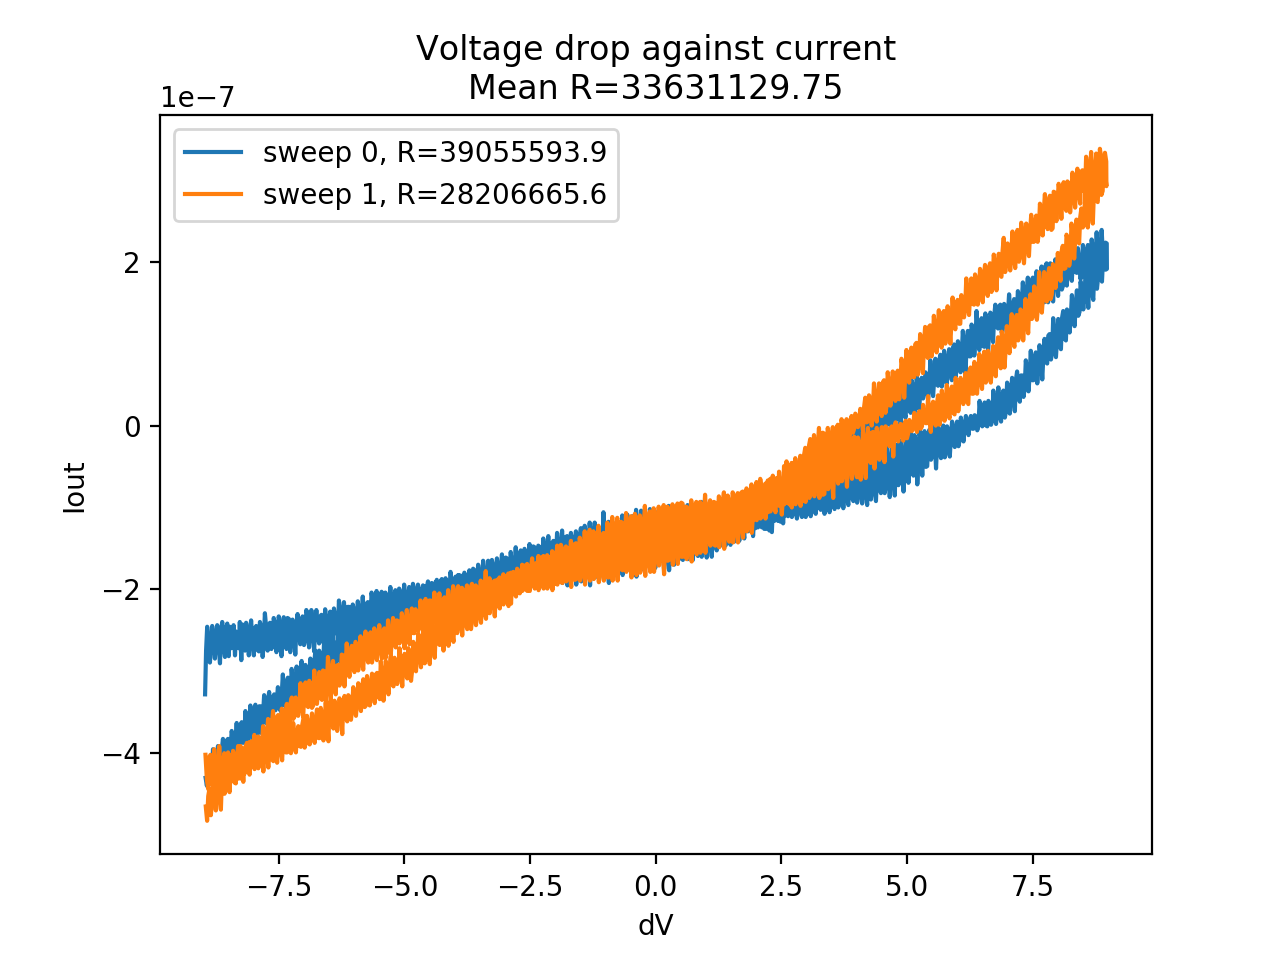 Voltage drop against current
Mean R=33631129.75
1e−7
sweep 0, R=39055593.9
sweep 1, R=28206665.6
2
0
−2
−4
Iout
−7.5 −5.0 −2.5 0.0 2.5 5.0 7.5
dV